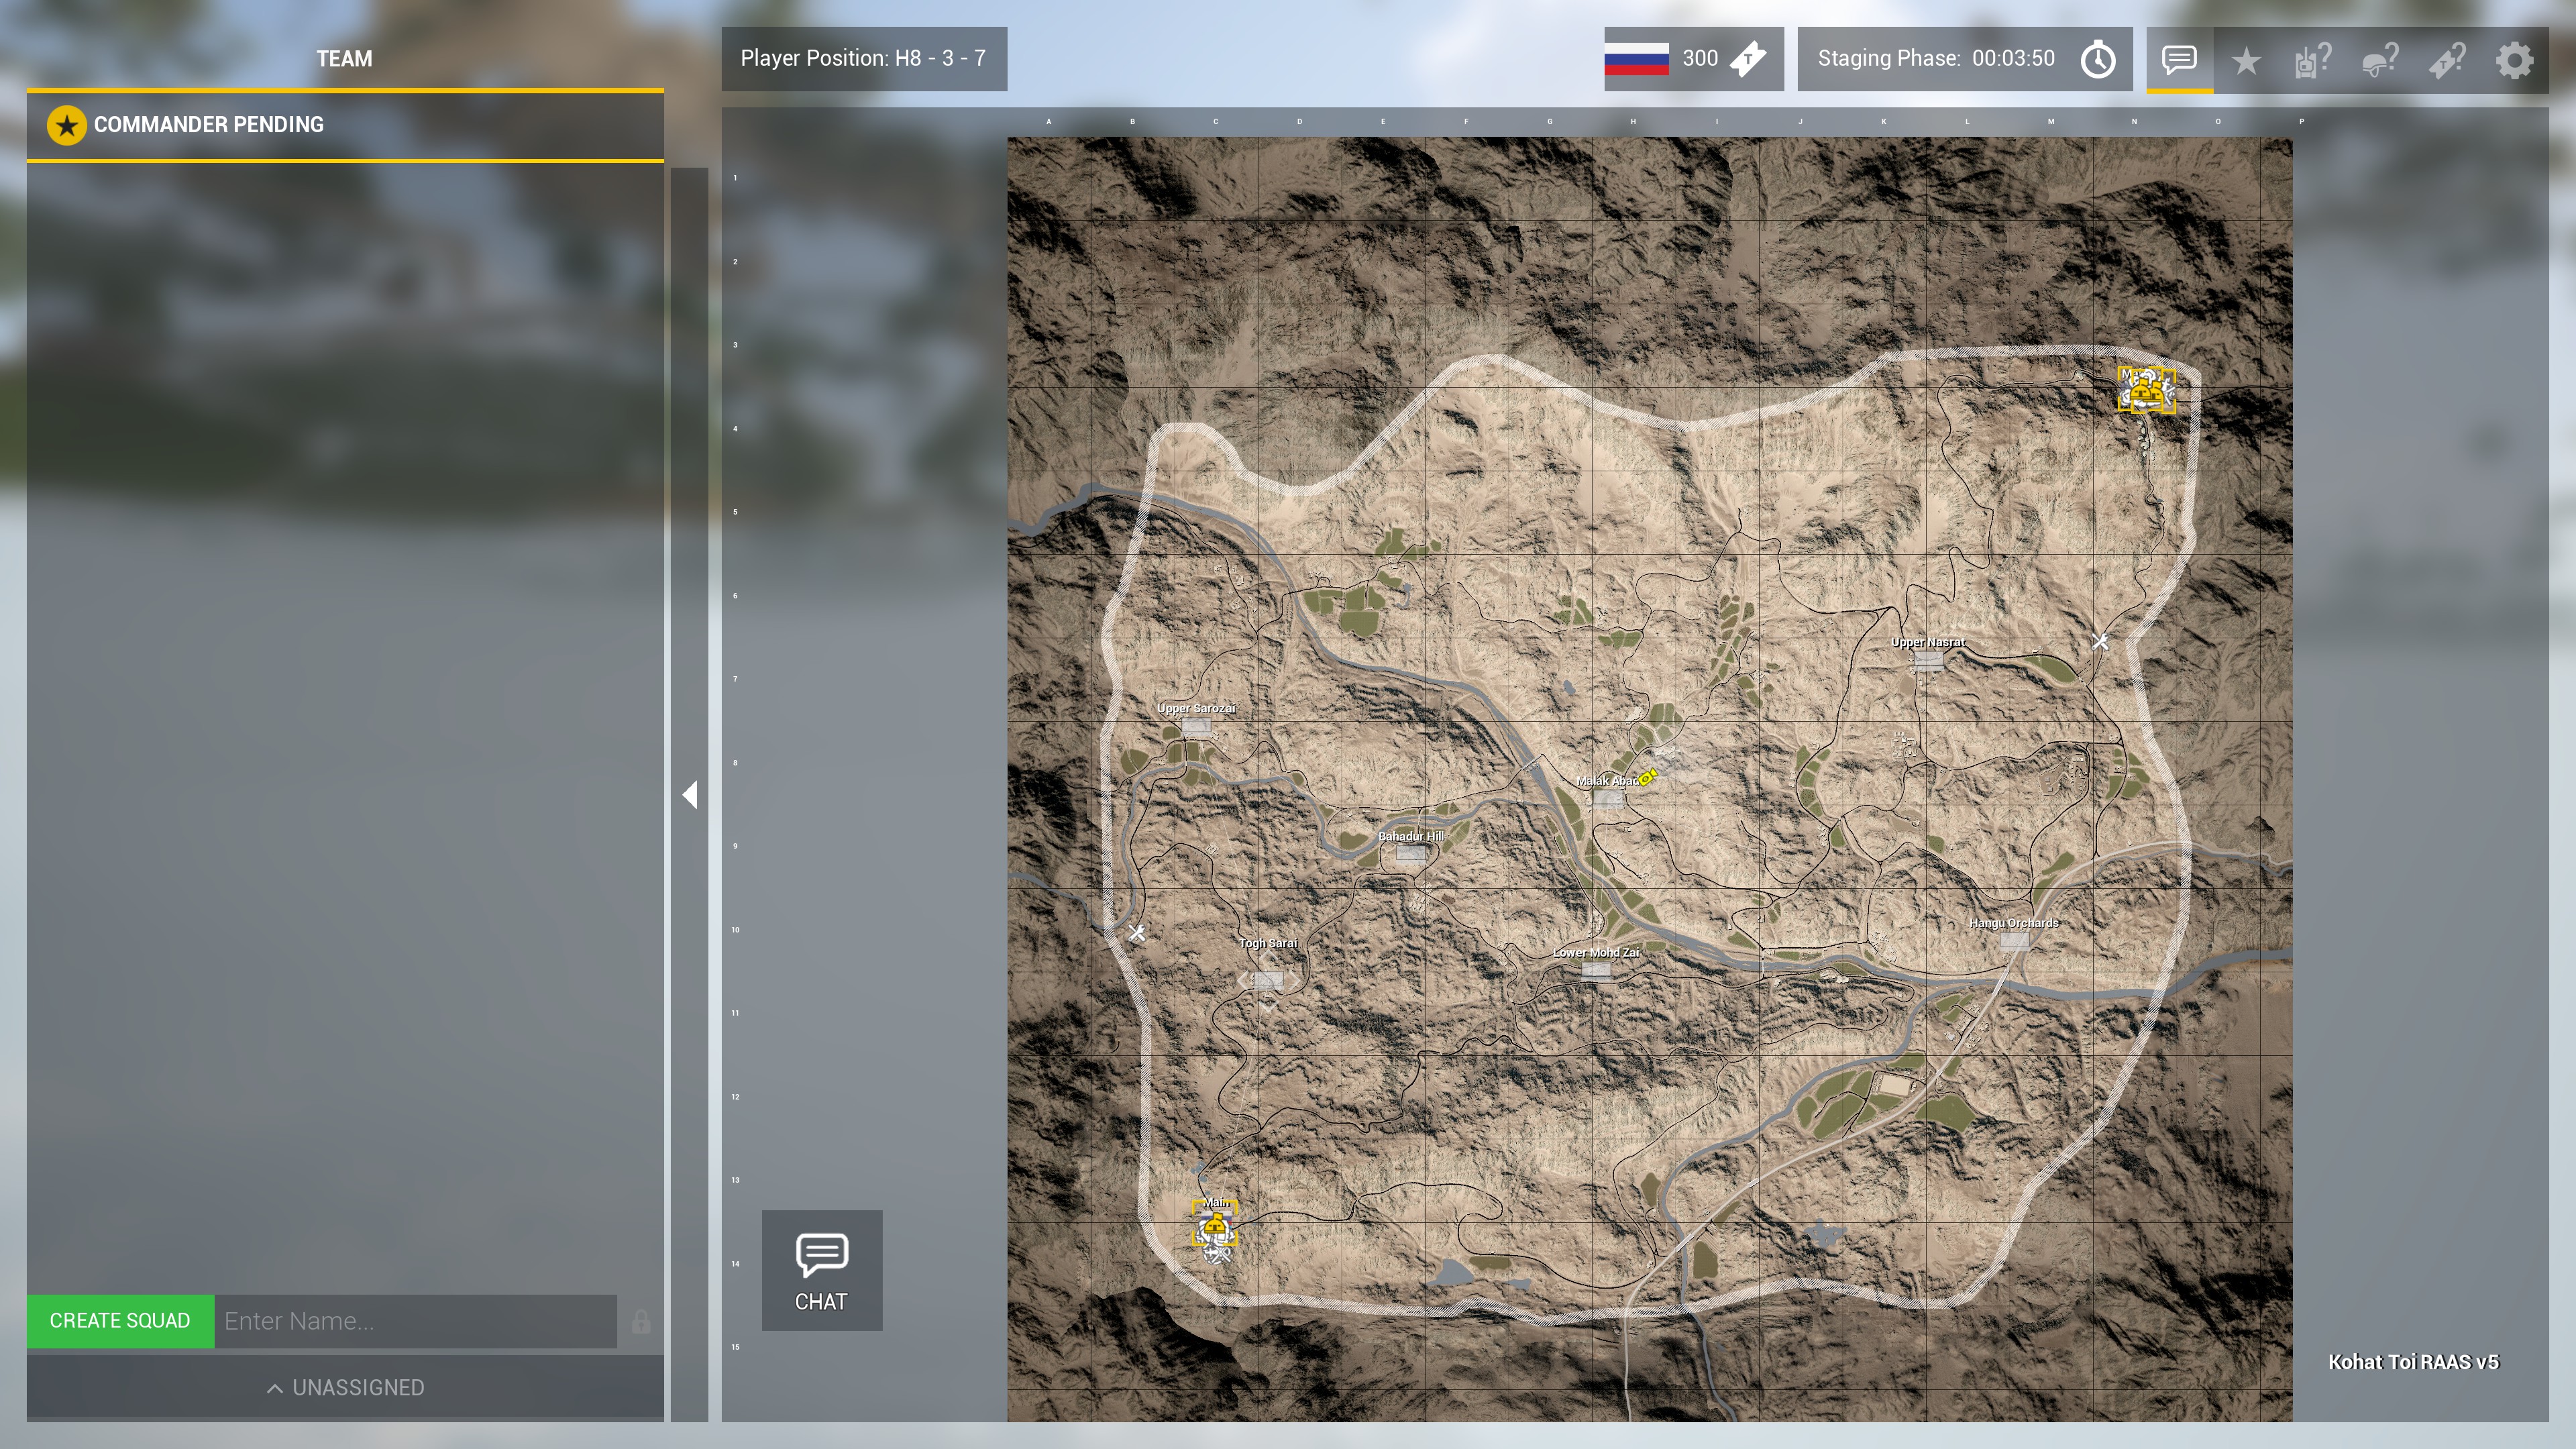 TEAM
Player Position: H8 - 3 - 7
300
Staging Phase: 00:03:50
COMMANDER PENDING
A B C D E F G H I J K L M N O P
1
2
3
4
5
6
7
8
9
10
11
12
13
14
15
Upper Nasrat
Upper Sarozai
Malak Abad
Bahadur Hill
Hangu Orchards
Togh Sarai
Lower Mohd Zai
Main
CHAT
CREATE SQUAD
Enter Name...
UNASSIGNED
Kohat Toi RAAS v5